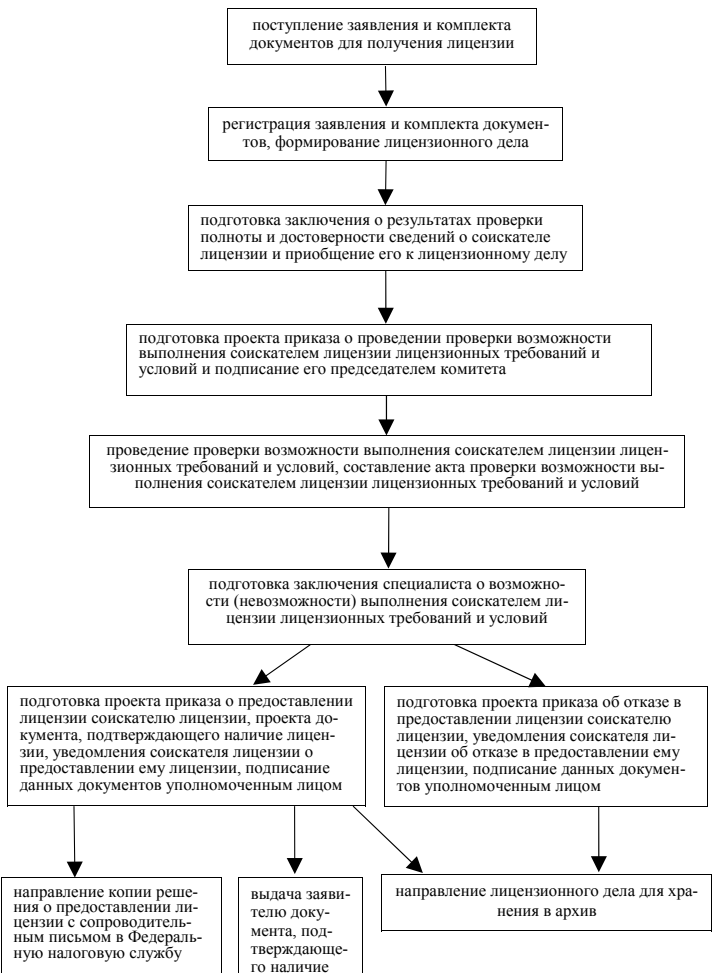 поступление заявления и комплекта
документов для получения лицензии
регистрация заявления и комплекта докумен-
тов, формирование лицензионного дела
подготовка заключения о результатах проверки
полноты и достоверности сведений о соискателе
лицензии и приобщение его к лицензионному делу
подготовка проекта приказа о проведении проверки возможности
выполнения соискателем лицензии лицензионных требований и
условий и подписание его председателем комитета
проведение проверки возможности выполнения соискателем лицензии лицен-
зионных требований и условий, составление акта проверки возможности вы-
полнения соискателем лицензии лицензионных требований и условий
подготовка заключения специалиста о возможно-
сти (невозможности) выполнения соискателем ли-
цензии лицензионных требований и условий
подготовка проекта приказа о предоставлении
лицензии соискателю лицензии, проекта до-
кумента, подтверждающего наличие лицен-
зии, уведомления соискателя лицензии о
предоставлении ему лицензии, подписание
данных документов уполномоченным лицом
подготовка проекта приказа об отказе в
предоставлении лицензии соискателю
лицензии, уведомления соискателя ли-
цензии об отказе в предоставлении ему
лицензии, подписание данных докумен-
тов уполномоченным лицом
направление копии реше-
ния о предоставлении ли-
цензии с сопроводитель-
ным письмом в Федераль-
ную налоговую службу
выдача заяви-
телю доку-
мента, под-
тверждающе-
го наличие
направление лицензионного дела для хра-
нения в архив